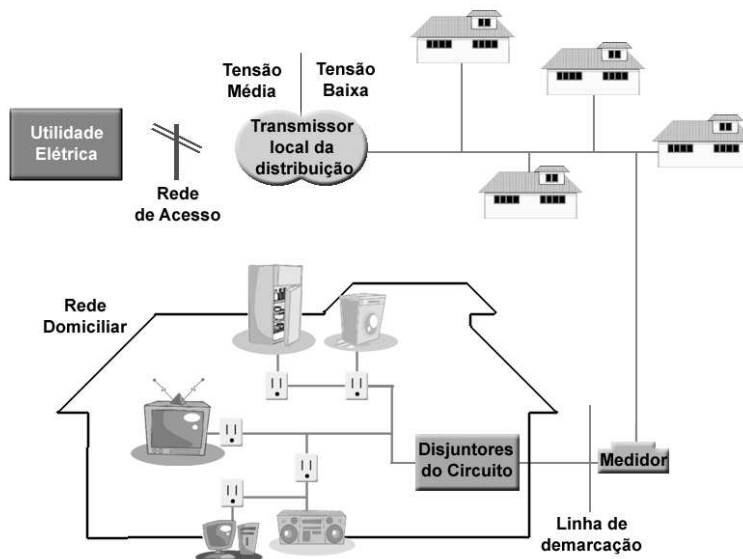 Tensão
Média
Tensão
Baixa
Utilidade
Elétrica
Transmissor
local da
distribuição
Rede
de Acesso
Rede
Domiciliar
Disjuntores
do Circuito
Medidor
Linha de
demarcação